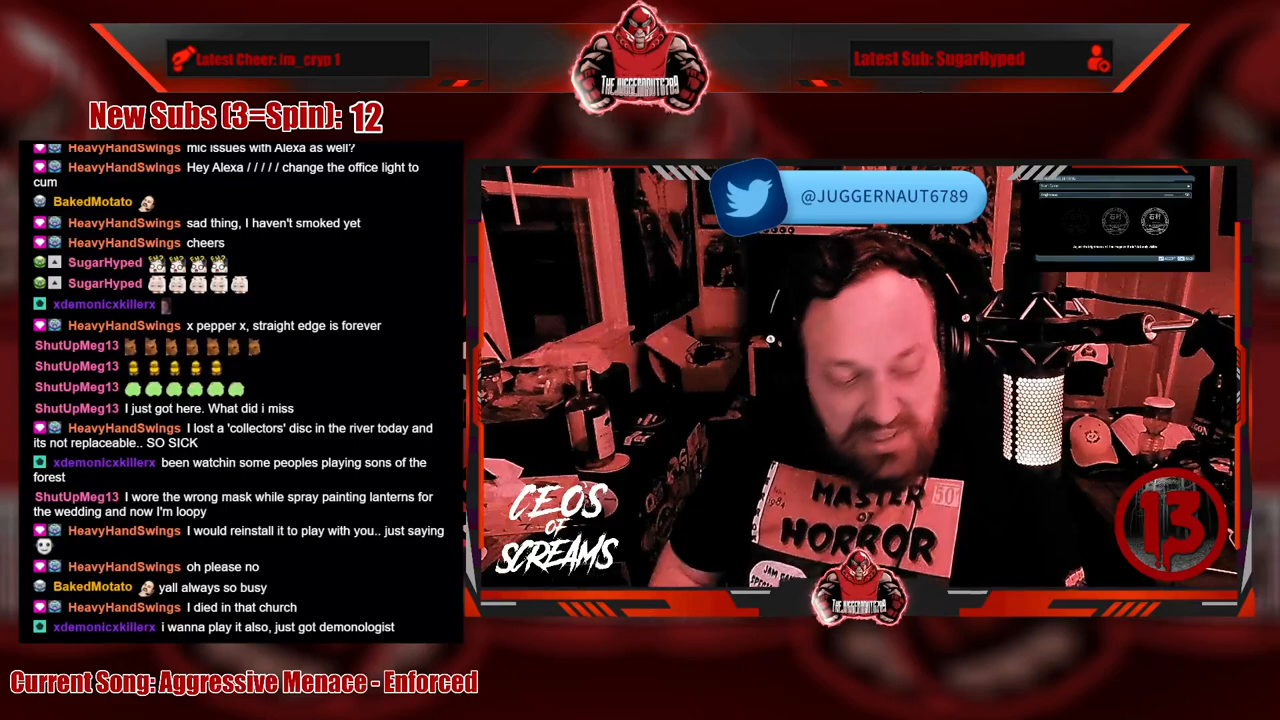 Latest Cheer: im_cryp 1
THEJUGGERNAUT6789
Latest Sub: SugarHyped
New Subs (3=Spin): 12
HeavyHandSwings mic issues with Alexa as well?
HeavyHandSwings Hey Alexa / / / / / change the office light to
cum
BakedMotato
HeavyHandSwings sad thing, I haven't smoked yet
HeavyHandSwings cheers
SugarHyped
SugarHyped
xdemonicxkillerx
HeavyHandSwings x pepper x, straight edge is forever
ShutUpMeg13
ShutUpMeg13
ShutUpMeg13
ShutUpMeg13 I just got here. What did i miss
HeavyHandSwings I lost a 'collectors' disc in the river today and
its not replaceable.. SO SICK
xdemonicxkillerx been watchin some peoples playing sons of the
forest
ShutUpMeg13 I wore the wrong mask while spray painting lanterns for
the wedding and now I'm loopy
HeavyHandSwings I would reinstall it to play with you.. just saying
HeavyHandSwings oh please no
BakedMotato yall always so busy
HeavyHandSwings I died in that church
xdemonicxkillerx i wanna play it also, just got demonologist
@JUGGERNAUT6789
CEOS
OF
SCREAMS
MASTER
OF
HORROR
50¢
1984
13
THEJUGGERNAUT6789
Current Song: Aggressive Menace - Enforced